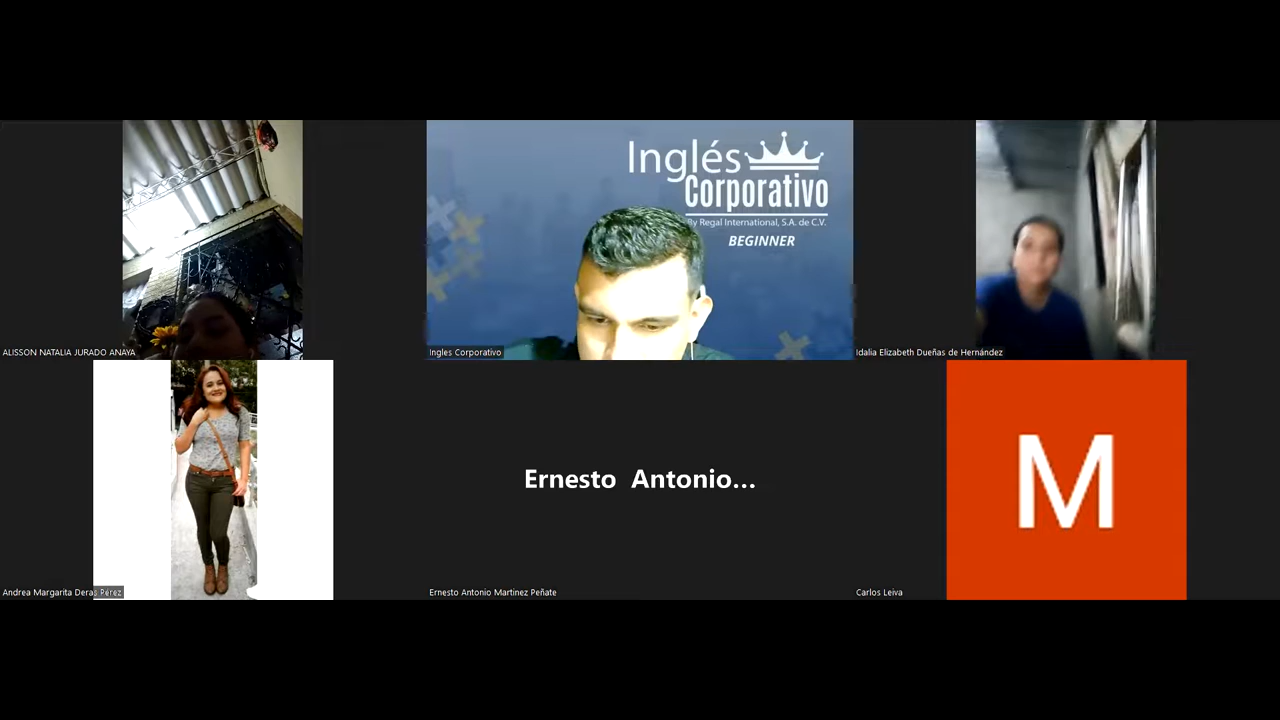 Inglés
Corporativo
By Regal International, S.A. de C.V.
BEGINNER
ALISSON NATALIA JURADO ANAYA
Ingles Corporativo
Idalia Elizabeth Dueñas de Hernández
Ernesto Antonio...
M
Andrea Margarita Deras Pérez
Ernesto Antonio Martinez Peñate
Carlos Leiva